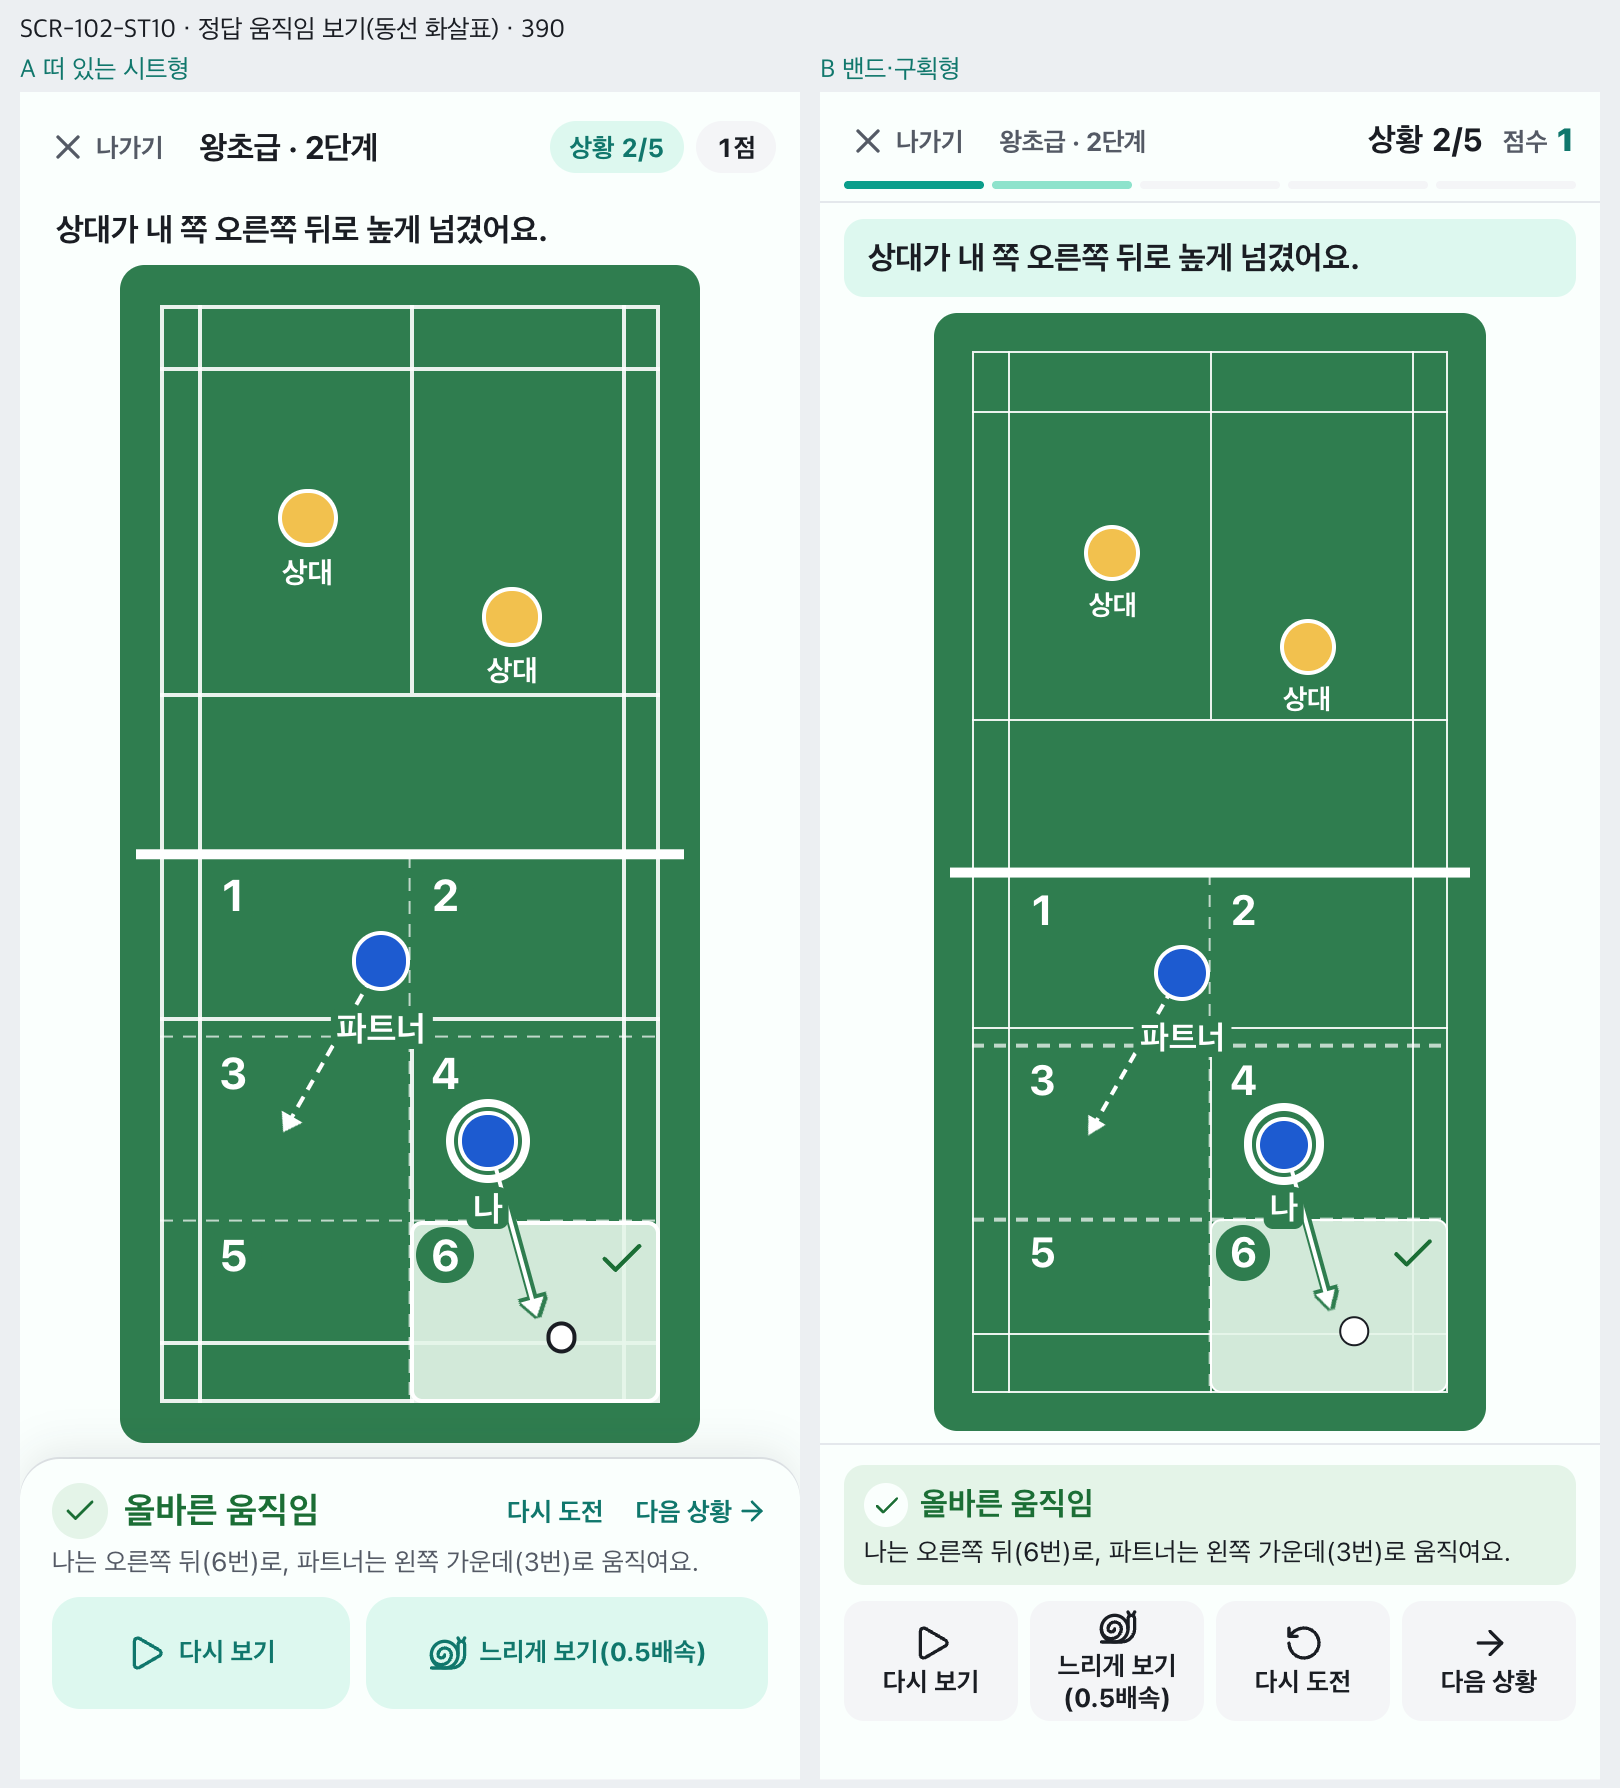 SCR-102-ST10 · 정답 움직임 보기(동선 화살표) · 390
A 떠 있는 시트형
나가기
왕초급 · 2단계
상황 2/5
1점
상대가 내 쪽 오른쪽 뒤로 높게 넘겼어요.
상대
상대
1
2
파트너
3
4
나
5
6
올바른 움직임
다시 도전
다음 상황
나는 오른쪽 뒤(6번)로, 파트너는 왼쪽 가운데(3번)로 움직여요.
다시 보기
느리게 보기(0.5배속)
B 밴드·구획형
나가기
왕초급 · 2단계
상황 2/5
점수 1
상대가 내 쪽 오른쪽 뒤로 높게 넘겼어요.
상대
상대
1
2
파트너
3
4
나
5
6
올바른 움직임
나는 오른쪽 뒤(6번)로, 파트너는 왼쪽 가운데(3번)로 움직여요.
다시 보기
느리게 보기
(0.5배속)
다시 도전
다음 상황